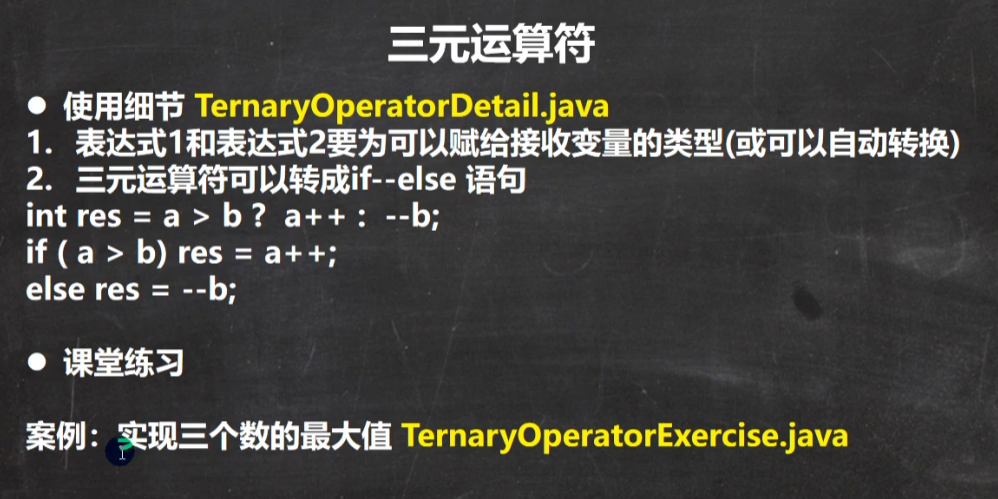 三元运算符
● 使用细节 TernaryOperatorDetail.java
1. 表达式1和表达式2要为可以赋给接收变量的类型(或可以自动转换)
2. 三元运算符可以转成if--else 语句
int res = a > b ? a++ : --b;
if ( a > b) res = a++;
else res = --b;
● 课堂练习
案例：实现三个数的最大值 TernaryOperatorExercise.java